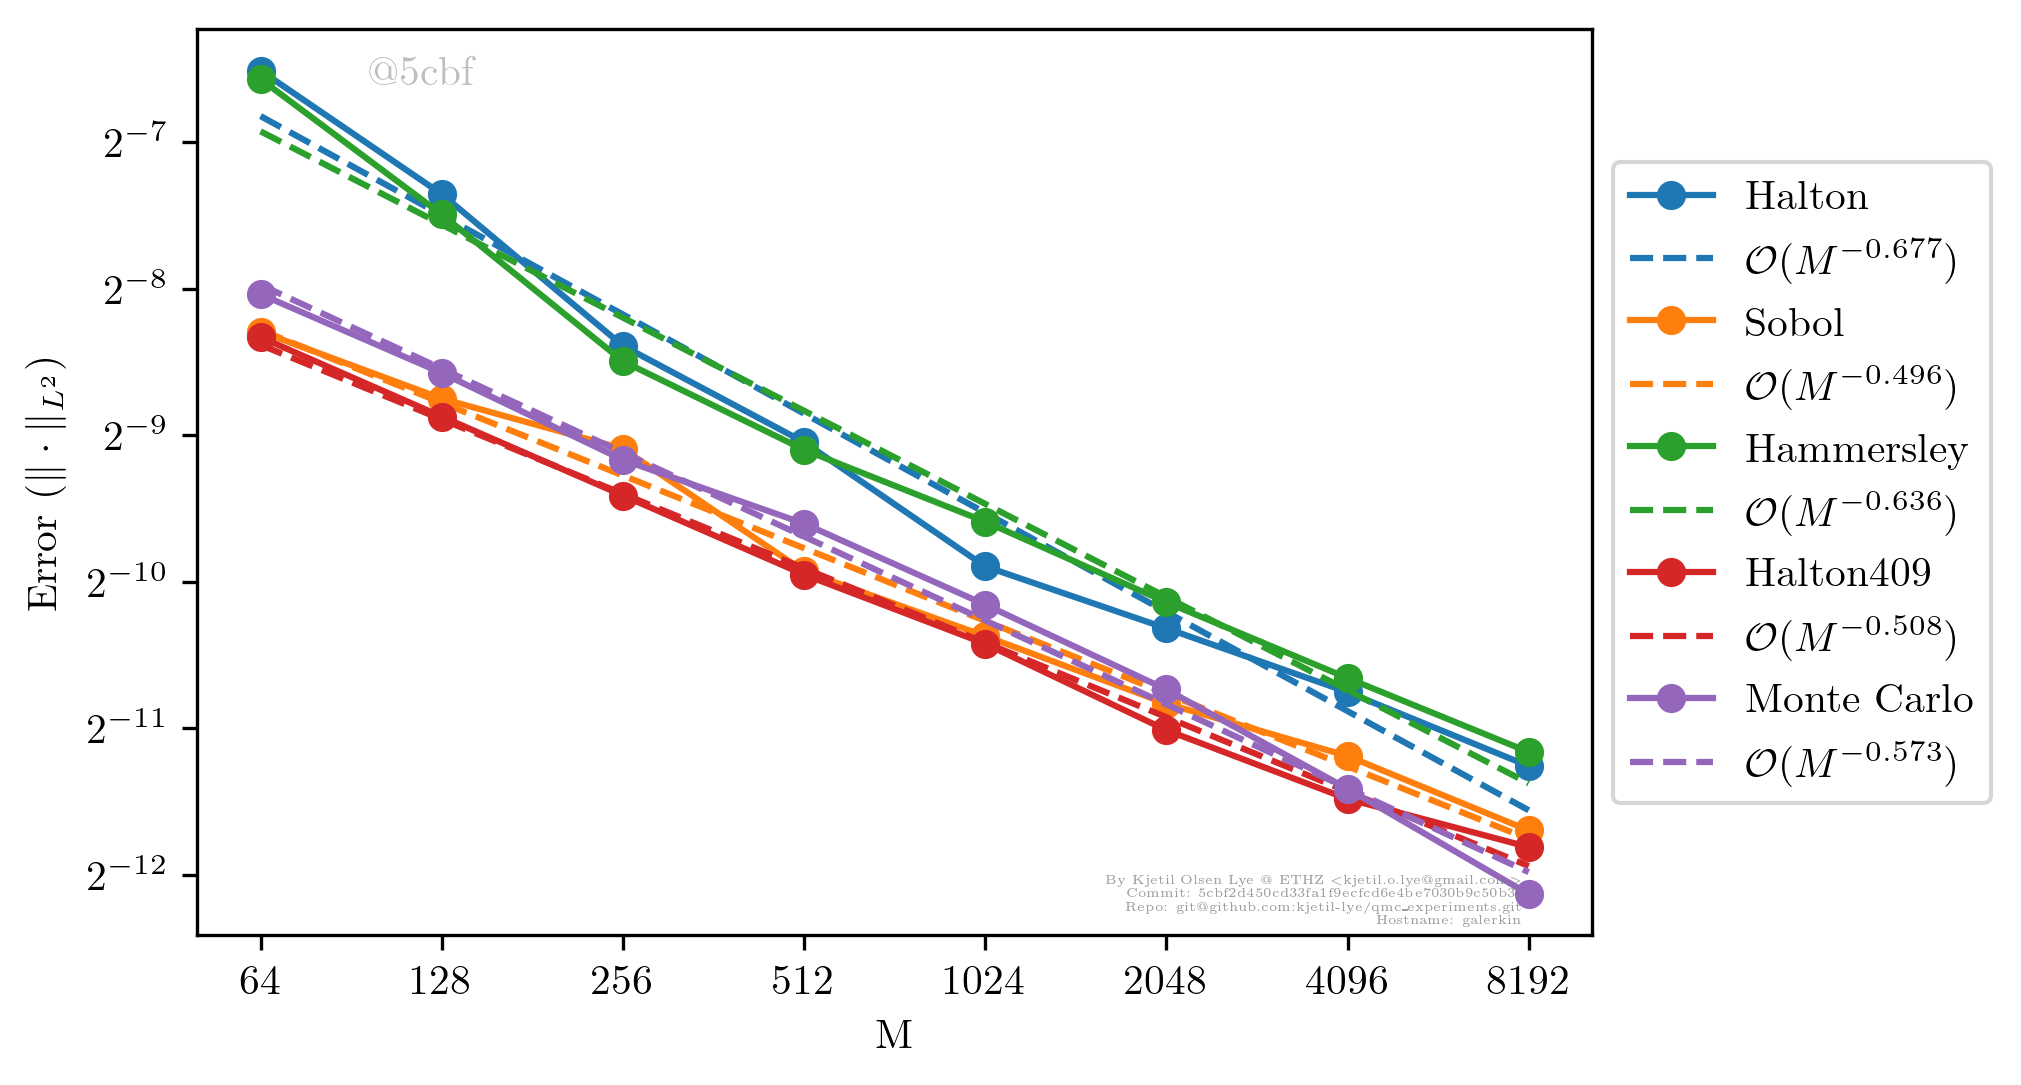 @5cbf
2^{-7}
2^{-8}
2^{-9}
2^{-10}
2^{-11}
2^{-12}
Error (|| · ||_{L^2})
64 128 256 512 1024 2048 4096 8192
M
Halton
𝒪(M^{-0.677})
Sobol
𝒪(M^{-0.496})
Hammersley
𝒪(M^{-0.636})
Halton409
𝒪(M^{-0.508})
Monte Carlo
𝒪(M^{-0.573})
By Kjetil Olsen Lye @ ETHZ <kjetil.o.lye@gmail.com>
Commit:
Repo: git@github.com:kjetil-lye/qmc_experiments.git
Hostname: galerkin